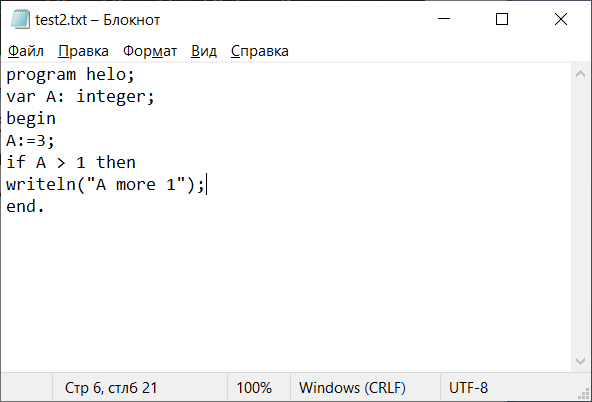 test2.txt – Блокнот
Файл Правка Формат Вид Справка
program helo;
var A: integer;
begin
A:=3;
if A > 1 then
writeln("A more 1");
end.
Стр 6, стлб 21 100% Windows (CRLF) UTF-8